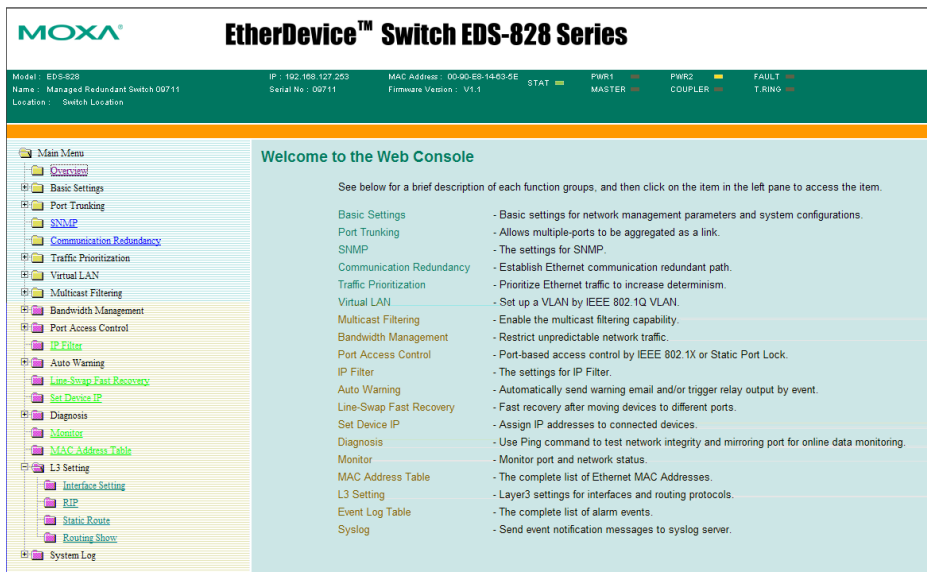 MOXA®
EtherDevice™ Switch EDS-828 Series
Model : EDS-828
Name : Managed Redundant Switch 09711
Location : Switch Location
IP : 192.168.127.253
Serial No : 09711
MAC Address : 00-90-E8-14-63-5E
Firmware Version : V1.1
STAT
PWR1
PWR2
FAULT
MASTER
COUPLER
T.RING
Main Menu
Overview
Basic Settings
Port Trunking
SNMP
Communication Redundancy
Traffic Prioritization
Virtual LAN
Multicast Filtering
Bandwidth Management
Port Access Control
IP Filter
Auto Warning
Line-Swap Fast Recovery
Set Device IP
Diagnosis
Monitor
MAC Address Table
L3 Setting
Interface Setting
RIP
Static Route
Routing Show
System Log
Welcome to the Web Console
See below for a brief description of each function groups, and then click on the item in the left pane to access the item.
Basic Settings - Basic settings for network management parameters and system configurations.
Port Trunking - Allows multiple-ports to be aggregated as a link.
SNMP - The settings for SNMP.
Communication Redundancy - Establish Ethernet communication redundant path.
Traffic Prioritization - Prioritize Ethernet traffic to increase determinism.
Virtual LAN - Set up a VLAN by IEEE 802.1Q VLAN.
Multicast Filtering - Enable the multicast filtering capability.
Bandwidth Management - Restrict unpredictable network traffic.
Port Access Control - Port-based access control by IEEE 802.1X or Static Port Lock.
IP Filter - The settings for IP Filter.
Auto Warning - Automatically send warning email and/or trigger relay output by event.
Line-Swap Fast Recovery - Fast recovery after moving devices to different ports.
Set Device IP - Assign IP addresses to connected devices.
Diagnosis - Use Ping command to test network integrity and mirroring port for online data monitoring.
Monitor - Monitor port and network status.
MAC Address Table - The complete list of Ethernet MAC Addresses.
L3 Setting - Layer3 settings for interfaces and routing protocols.
Event Log Table - The complete list of alarm events.
Syslog - Send event notification messages to syslog server.